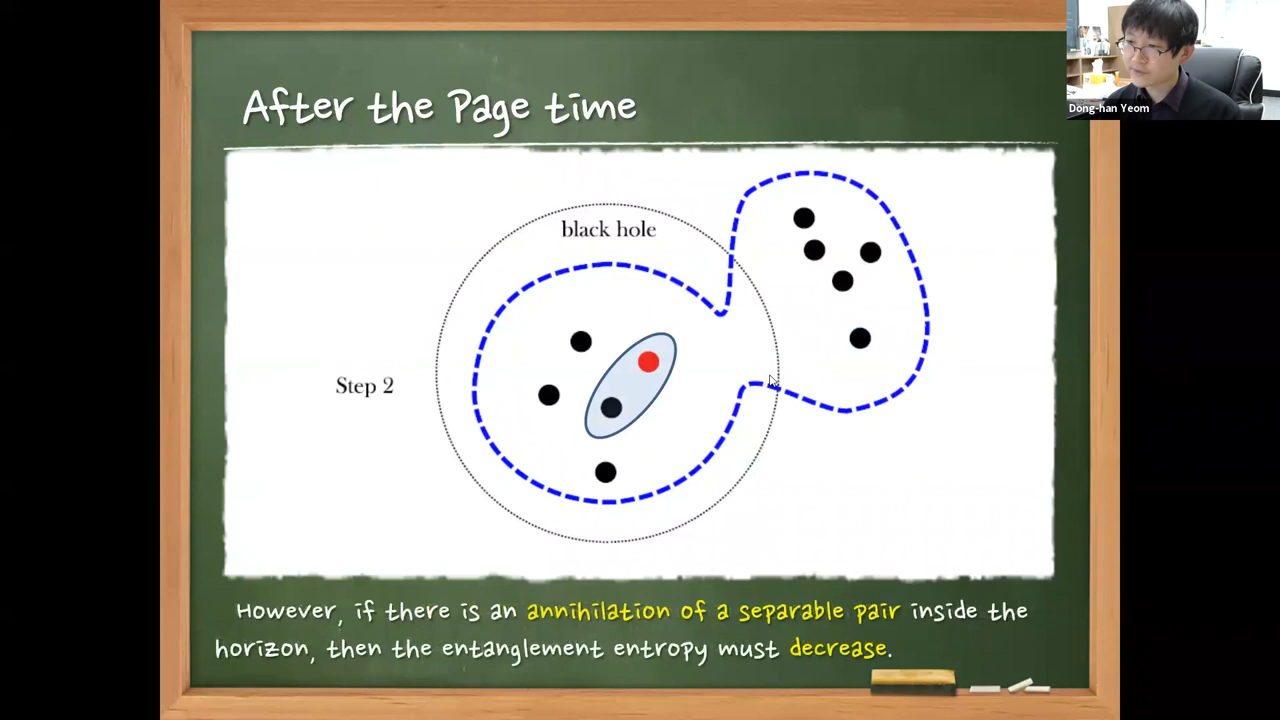 After the Page time
Dong-han Yeom
black hole
Step 2
However, if there is an annihilation of a separable pair inside the
horizon, then the entanglement entropy must decrease.